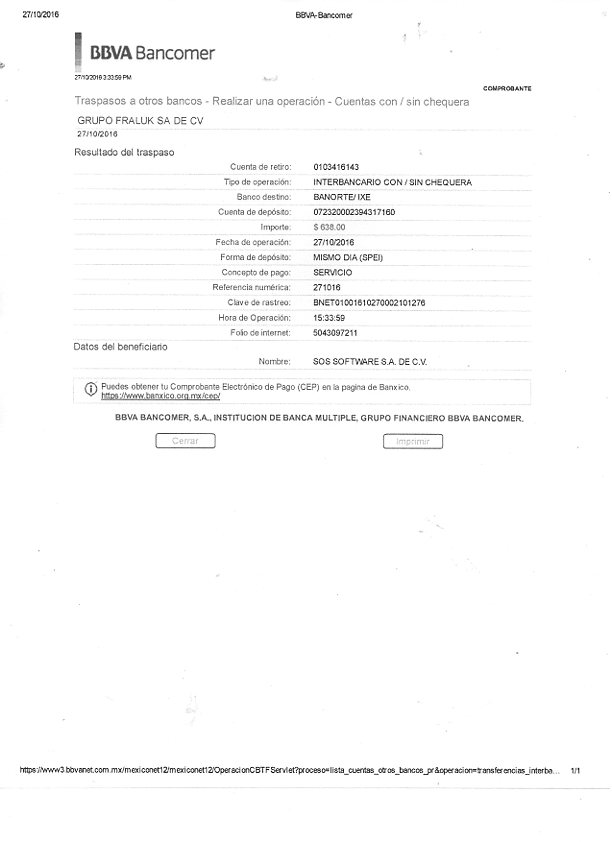 27/10/2016 BBVA-Bancomer
BBVA Bancomer
27/10/2016 3:33:59 PM
COMPROBANTE
Traspasos a otros bancos - Realizar una operación - Cuentas con / sin chequera
GRUPO FRALUK SA DE CV
27/10/2016
Resultado del traspaso
Cuenta de retiro: 0103416143
Tipo de operación: INTERBANCARIO CON / SIN CHEQUERA
Banco destino: BANORTE/ IXE
Cuenta de depósito: 072320002394317160
Importe: $ 638.00
Fecha de operación: 27/10/2016
Forma de depósito: MISMO DIA (SPEI)
Concepto de pago: SERVICIO
Referencia numérica: 271016
Clave de rastreo: BNET01001610270002101276
Hora de Operación: 15:33:59
Folio de internet: 5043097211
Datos del beneficiario
Nombre: SOS SOFTWARE S.A. DE C.V.
Puedes obtener tu Comprobante Electrónico de Pago (CEP) en la pagina de Banxico.
https://www.banxico.org.mx/cep/
BBVA BANCOMER, S.A., INSTITUCION DE BANCA MULTIPLE, GRUPO FINANCIERO BBVA BANCOMER.
Cerrar Imprimir
https://www3.bbvanet.com.mx/mexiconet12/mexiconet12/OperacionCBTFServlet?proceso=lista_cuentas_otros_bancos_pr&operacion=transferencias_interba... 1/1